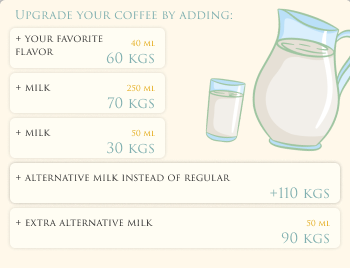 Upgrade your coffee by adding:
+ your favorite
flavor
40 ml
60 KGS
+ milk
250 ml
70 KGS
+ milk
50 ml
30 KGS
+ alternative milk instead of regular
+110 KGS
+ extra alternative milk
50 ml
90 KGS